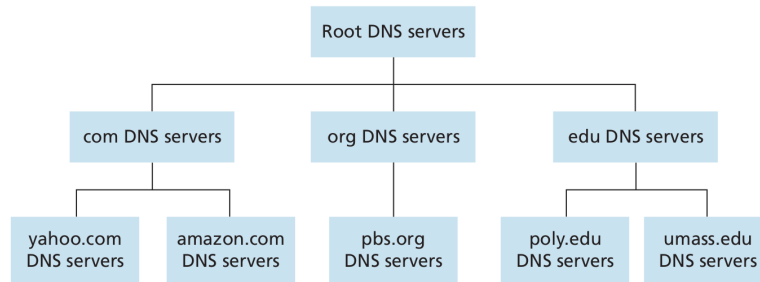 Root DNS servers
com DNS servers
org DNS servers
edu DNS servers
yahoo.com
DNS servers
amazon.com
DNS servers
pbs.org
DNS servers
poly.edu
DNS servers
umass.edu
DNS servers